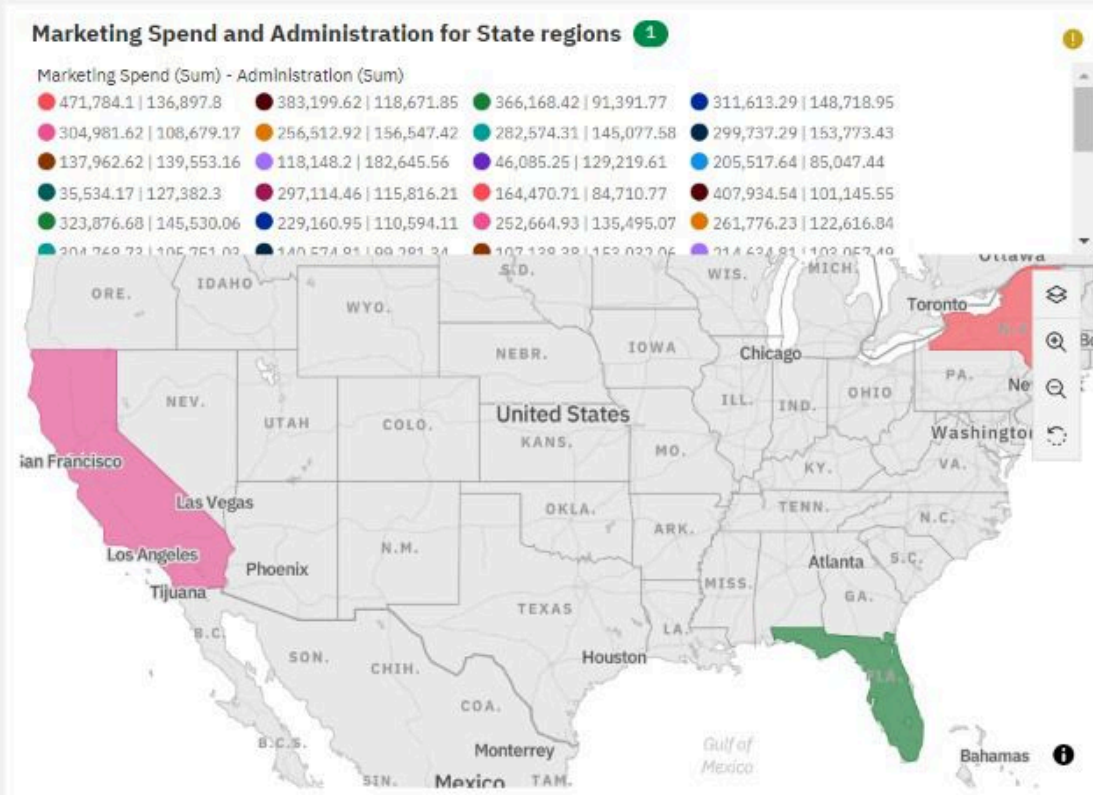 Marketing Spend and Administration for State regions 1
!
Marketing Spend (Sum) - Administration (Sum)
471,784.1 | 136,897.8 383,199.62 | 118,671.85 366,168.42 | 91,391.77 311,613.29 | 148,718.95
304,981.62 | 108,679.17 256,512.92 | 156,547.42 282,574.31 | 145,077.58 299,737.29 | 153,773.43
137,962.62 | 139,553.16 118,148.2 | 182,645.56 46,085.25 | 129,219.61 205,517.64 | 85,047.44
35,534.17 | 127,382.3 297,114.46 | 115,816.21 164,470.71 | 84,710.77 407,934.54 | 101,145.55
323,876.68 | 145,530.06 229,160.95 | 110,594.11 252,664.93 | 135,495.07 261,776.23 | 122,616.84
Ottawa
S.D. WIS. MICH.
ORE. IDAHO
WYO. Toronto
NEBR. IOWA Chicago
PA.
NEV. UTAH COLO. United States ILL. IND. OHIO
KANS. MO. Washington
San Francisco KY. VA.
Las Vegas OKLA. TENN.
ARK. N.C.
Los Angeles N.M. Atlanta S.C.
Phoenix MISS.
Tijuana TEXAS GA.
B.C. LA.
SON. CHIH. Houston
FLA.
COA.
B.C.S. Monterrey Gulf of
Mexico
Bahamas
SIN. Mexico TAM.